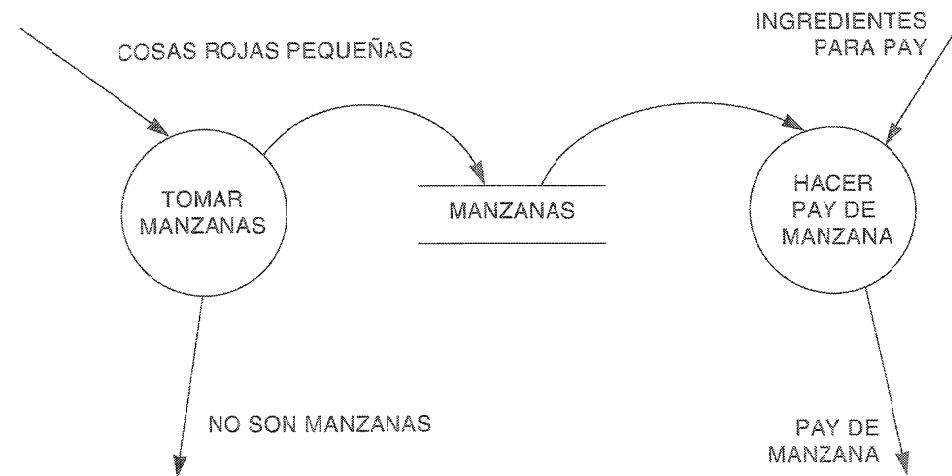 COSAS ROJAS PEQUEÑAS
INGREDIENTES
PARA PAY
TOMAR
MANZANAS
MANZANAS
HACER
PAY DE
MANZANA
NO SON MANZANAS
PAY DE
MANZANA